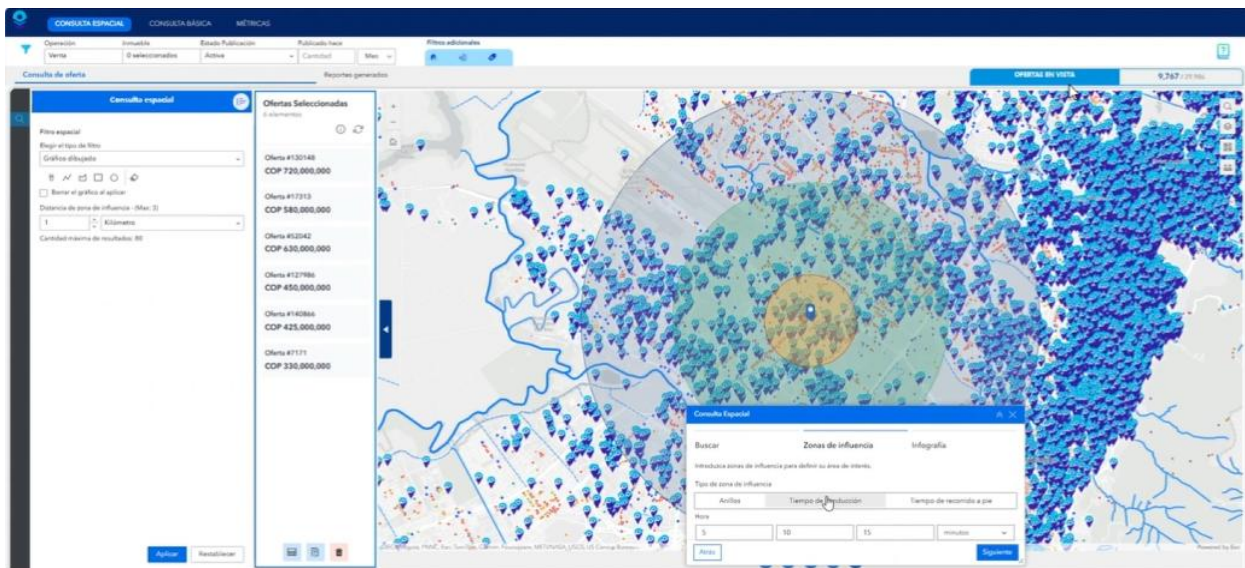 CONSULTA ESPACIAL
CONSULTA BÁSICA
MÉTRICAS
Operación
Inmueble
Estado Publicación
Publicado hace
Filtros adicionales
Venta
0 seleccionados
Activa
Cantidad
Mes
Consulta de oferta
Reportes generados
OFERTAS EN VISTA
9,767
Consulta espacial
Filtro espacial
Elegir el tipo de filtro
Gráfico dibujado
Borrar el gráfico al aplicar
Distancia de zona de influencia - (Max: 3)
1
Kilómetro
Cantidad máxima de resultados: 80
Aplicar
Restablecer
Ofertas Seleccionadas
0 elementos
Oferta #130148
COP 720,000,000
Oferta #17313
COP 580,000,000
Oferta #52042
COP 630,000,000
Oferta #127986
COP 450,000,000
Oferta #140866
COP 425,000,000
Oferta #7171
COP 330,000,000
Consulta Espacial
Buscar
Zonas de influencia
Infografía
Introduzca zonas de influencia para definir su área de interés.
Tipo de zona de influencia
Anillos
Tiempo de conducción
Tiempo de recorrido a pie
Hora
5
10
15
minutos
Atrás
Siguiente
Powered by Esri